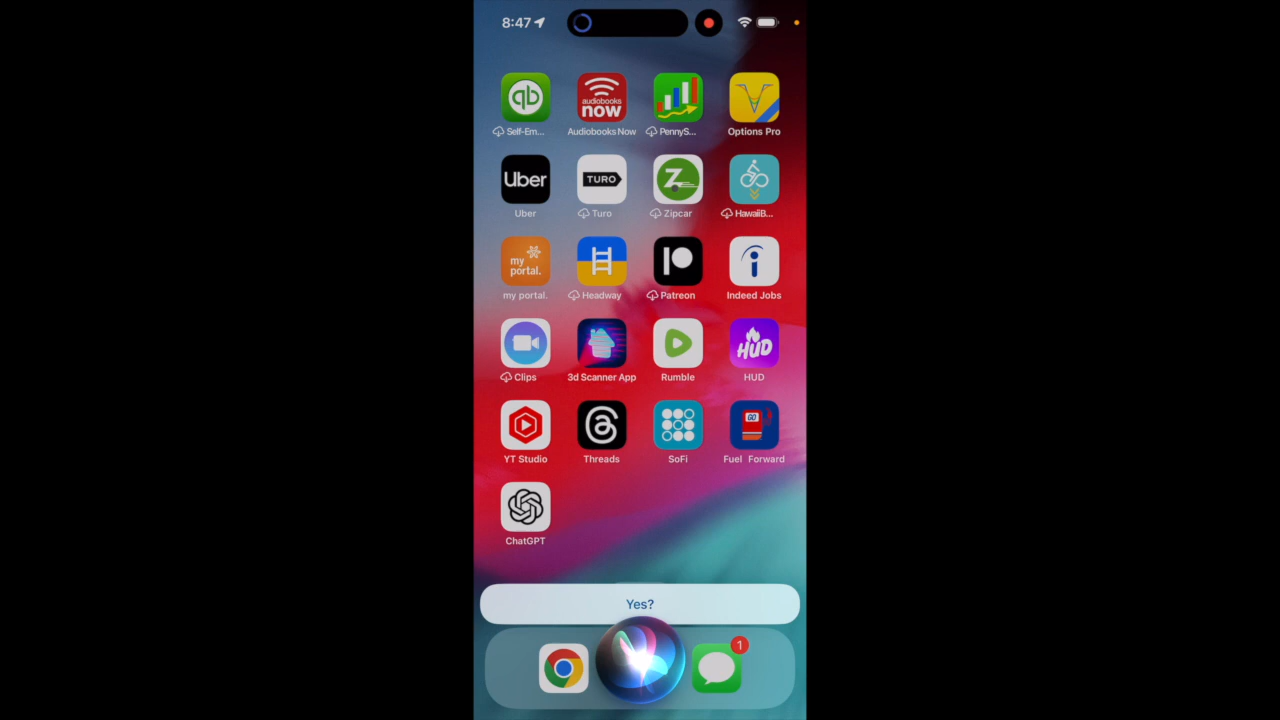 8:47
qb
audiobooks
now
Self-Em...
Audiobooks Now
PennyS...
Options Pro
Uber
TURO
Z
Uber
Turo
Zipcar
HawaiiB...
my
portal.
my portal.
Headway
Patreon
Indeed Jobs
HUD
Clips
3d Scanner App
Rumble
HUD
GO
YT Studio
Threads
SoFi
Fuel Forward
ChatGPT
Yes?
1